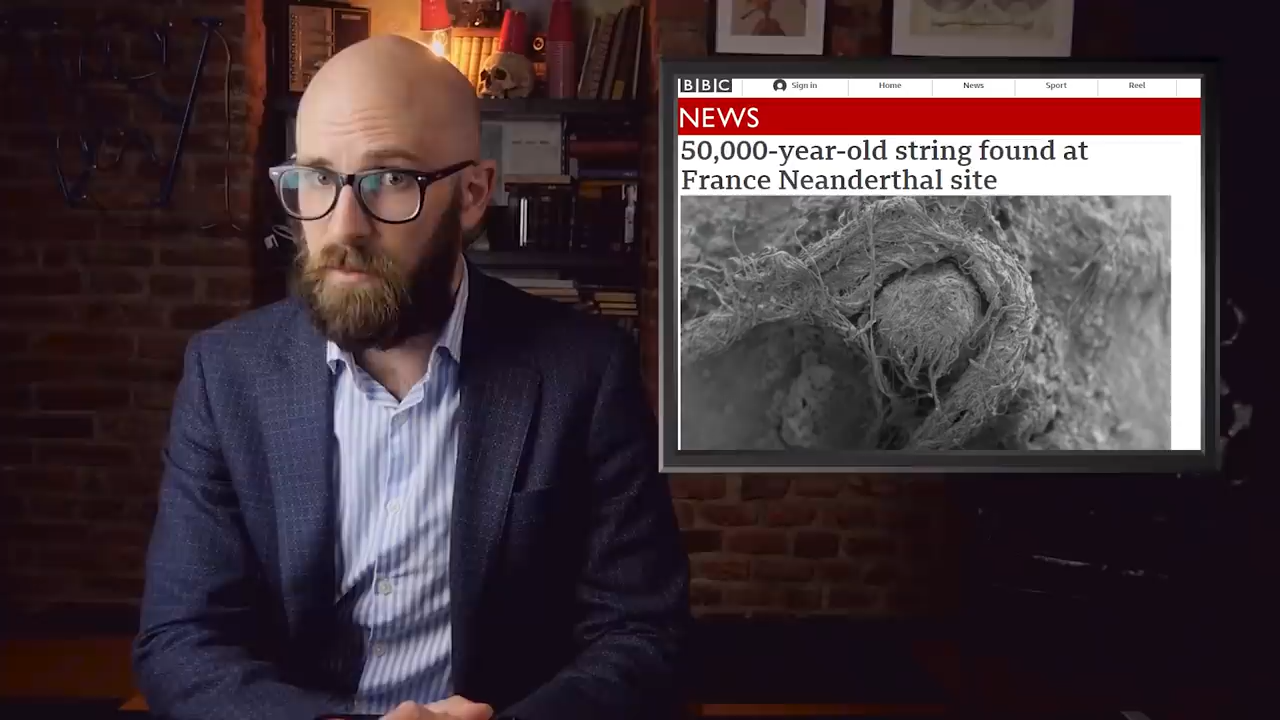 BBC
Sign in
Home
News
Sport
Reel
NEWS
50,000-year-old string found at
France Neanderthal site